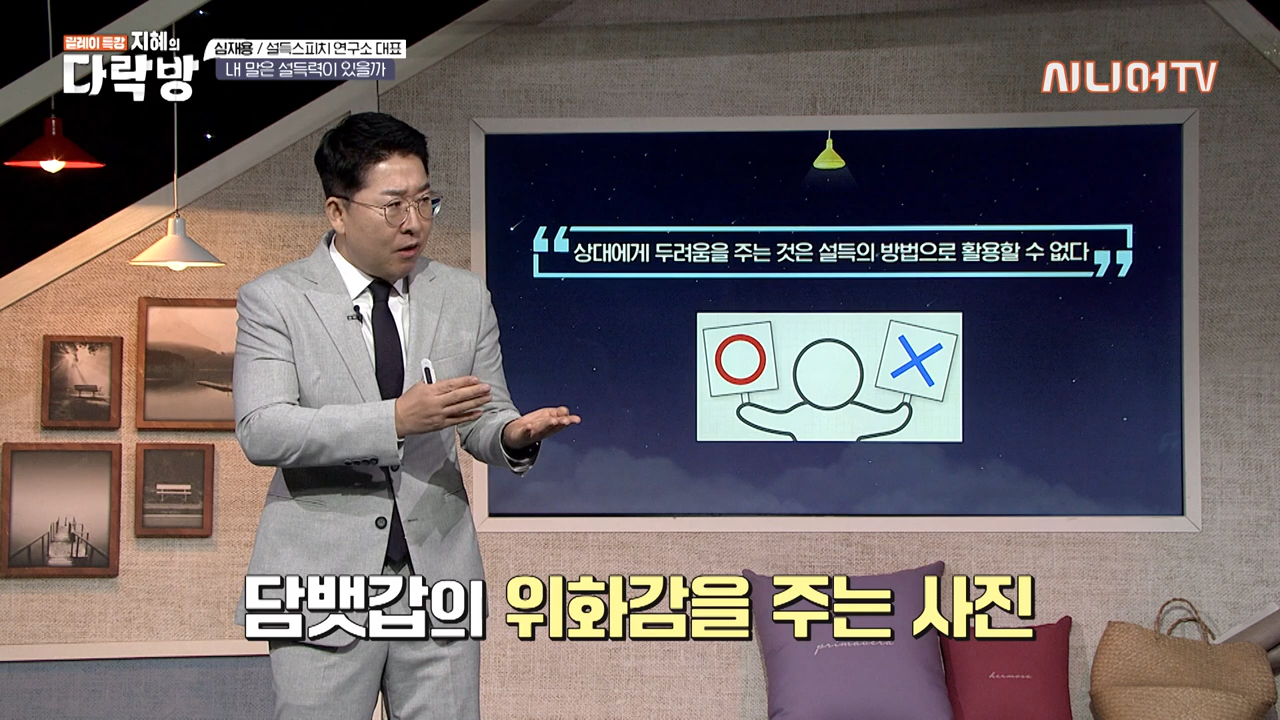 릴레이 특강 지혜의
다락방
심재용 / 설득스피치 연구소 대표
내 말은 설득력이 있을까
시니어TV
“상대에게 두려움을 주는 것은 설득의 방법으로 활용할 수 없다”
담뱃갑의 위화감을 주는 사진
primavera
hermosa